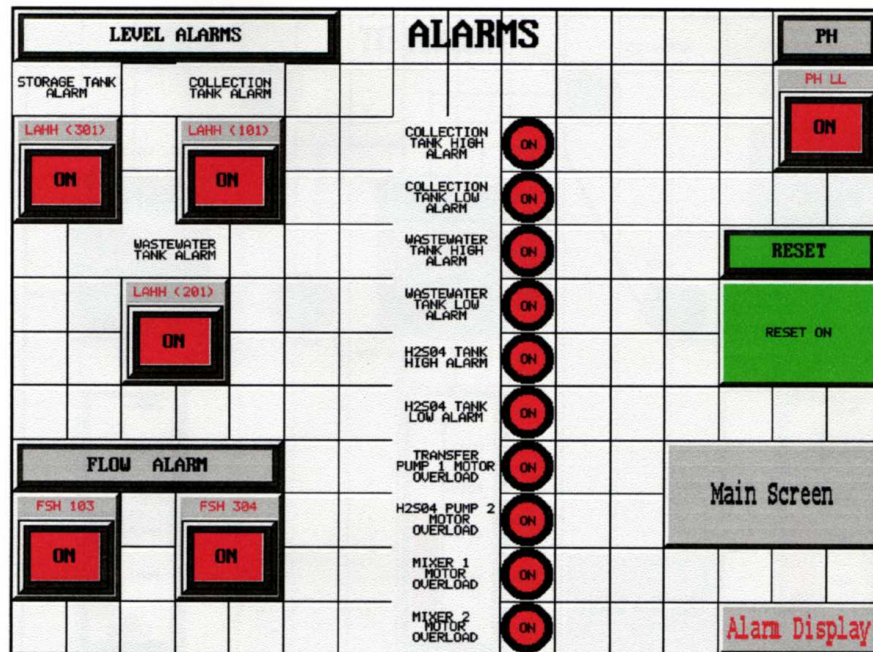 LEVEL ALARMS
STORAGE TANK
ALARM
COLLECTION
TANK ALARM
LAHH (301)
ON
LAHH (101)
ON
WASTEWATER
TANK ALARM
LAHH (201)
ON
FLOW ALARM
FSH 103
ON
FSH 304
ON
ALARMS
COLLECTION
TANK HIGH
ALARM
ON
COLLECTION
TANK LOW
ALARM
ON
WASTEWATER
TANK HIGH
ALARM
ON
WASTEWATER
TANK LOW
ALARM
ON
H2SO4 TANK
HIGH ALARM
ON
H2SO4 TANK
LOW ALARM
ON
TRANSFER
PUMP 1 MOTOR
OVERLOAD
ON
H2SO4 PUMP 2
MOTOR
OVERLOAD
ON
MIXER 1
MOTOR
OVERLOAD
ON
MIXER 2
MOTOR
OVERLOAD
ON
PH
PH LL
ON
RESET
RESET ON
Main Screen
Alarm Display